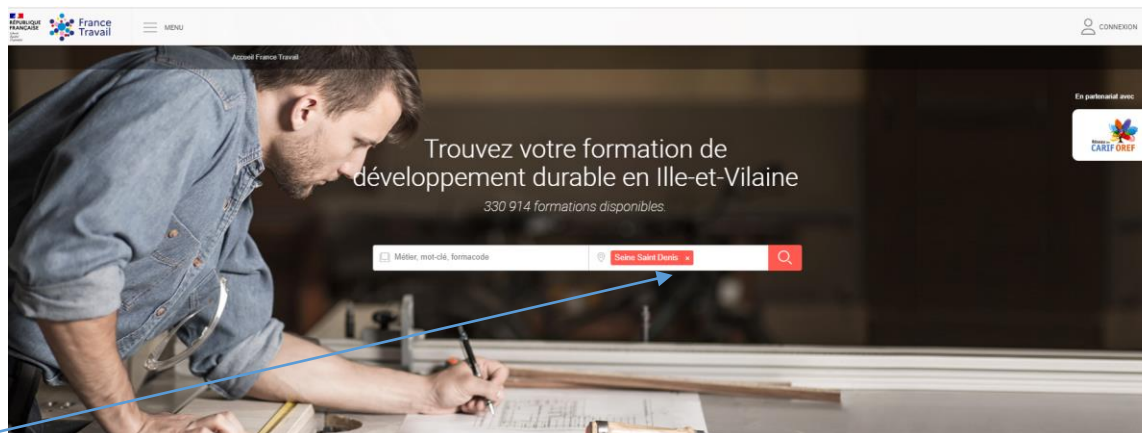 RÉPUBLIQUE
FRANÇAISE
France
Travail
MENU
CONNEXION
Accueil France Travail
En partenariat avec
CARIF OREF
Trouvez votre formation de
développement durable en Ille-et-Vilaine
330 914 formations disponibles.
Métier, mot-clé, formacode
Seine Saint Denis ×